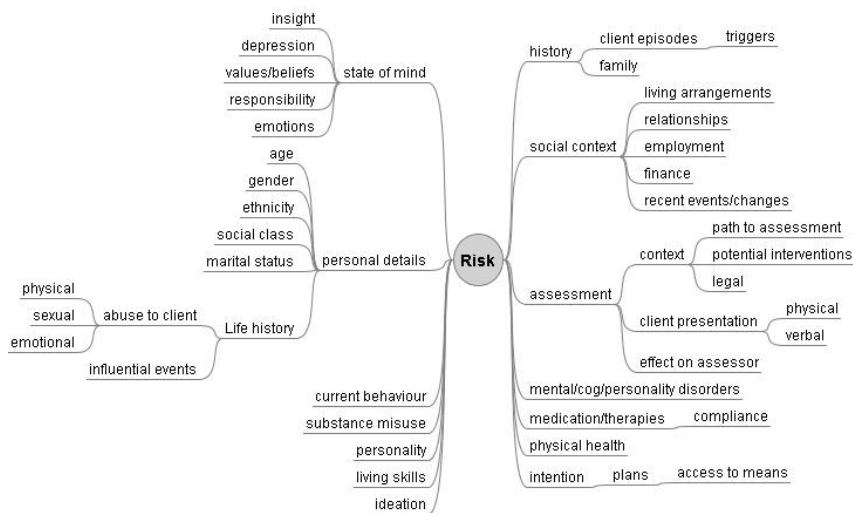 insight
depression
values/beliefs
responsibility
emotions
state of mind
age
gender
ethnicity
social class
marital status
personal details
physical
sexual
emotional
abuse to client
influential events
Life history
current behaviour
substance misuse
personality
living skills
ideation
Risk
history
client episodes
triggers
family
social context
living arrangements
relationships
employment
finance
recent events/changes
assessment
context
path to assessment
potential interventions
legal
client presentation
physical
verbal
effect on assessor
mental/cog/personality disorders
medication/therapies
compliance
physical health
intention
plans
access to means